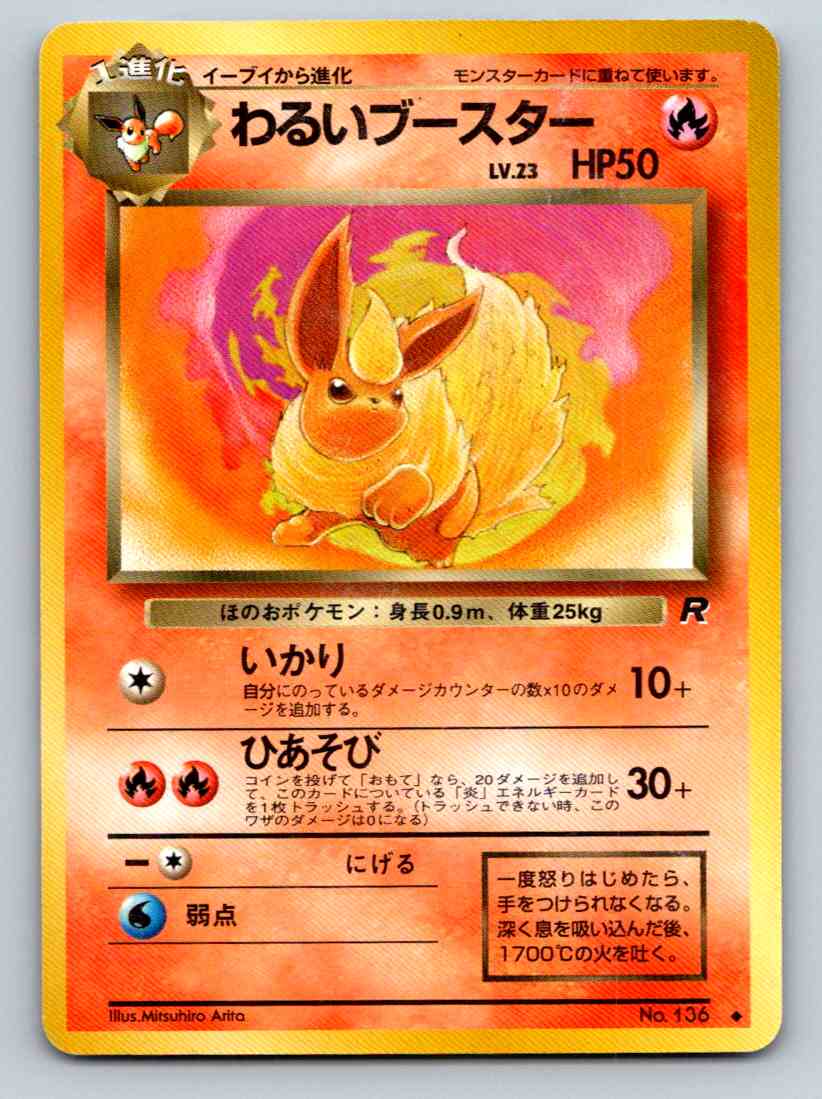 1進化
イーブイから進化
モンスターカードに重ねて使います。
わるいブースター
LV.23 HP50
ほのおポケモン：身長0.9m、体重25kg
R
いかり
自分にのっているダメージカウンターの数×10のダメ
ージを追加する。
10+
ひあそび
コインを投げて「おもて」なら、20ダメージを追加し
て、このカードについている「炎」エネルギーカード
を1枚トラッシュする。（トラッシュできない時、この
ワザのダメージは0になる）
30+
にげる
弱点
一度怒りはじめたら、
手をつけられなくなる。
深く息を吸い込んだ後、
1700℃の火を吐く。
Illus.Mitsuhiro Arita
No. 136